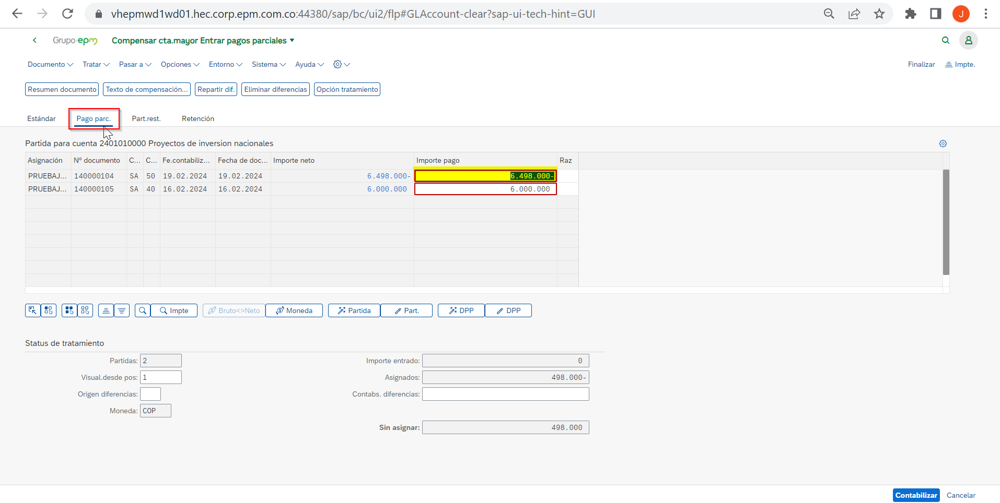 vhepmwd1wd01.hec.corp.epm.com.co:44380/sap/bc/ui2/flp#GLAccount-clear?sap-ui-tech-hint=GUI
J
Grupo·epm Compensar cta.mayor Entrar pagos parciales
Documento Tratar Pasar a Opciones Entorno Sistema Ayuda Finalizar Impte.
Resumen documento Texto de compensación... Repartir dif. Eliminar diferencias Opción tratamiento
Estándar Pago parc. Part.rest. Retención
Partida para cuenta 2401010000 Proyectos de inversion nacionales
Asignación Nº documento C... C... Fe.contabiliz... Fecha de doc... Importe neto Importe pago Raz
PRUEBAJ... 140000104 SA 50 19.02.2024 19.02.2024 6.498.000- 6.498.000-
PRUEBAJ... 140000105 SA 40 16.02.2024 16.02.2024 6.000.000 6.000.000
Impte Bruto<>Neto Moneda Partida Part. DPP DPP
Status de tratamiento
Partidas: 2 Importe entrado: 0
Visual.desde pos: 1 Asignados: 498.000-
Origen diferencias: Contabs. diferencias:
Moneda: COP
Sin asignar: 498.000
Contabilizar Cancelar